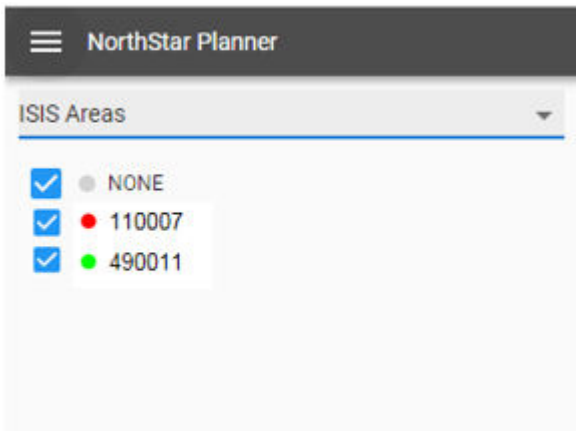 NorthStar Planner
ISIS Areas
NONE
110007
490011